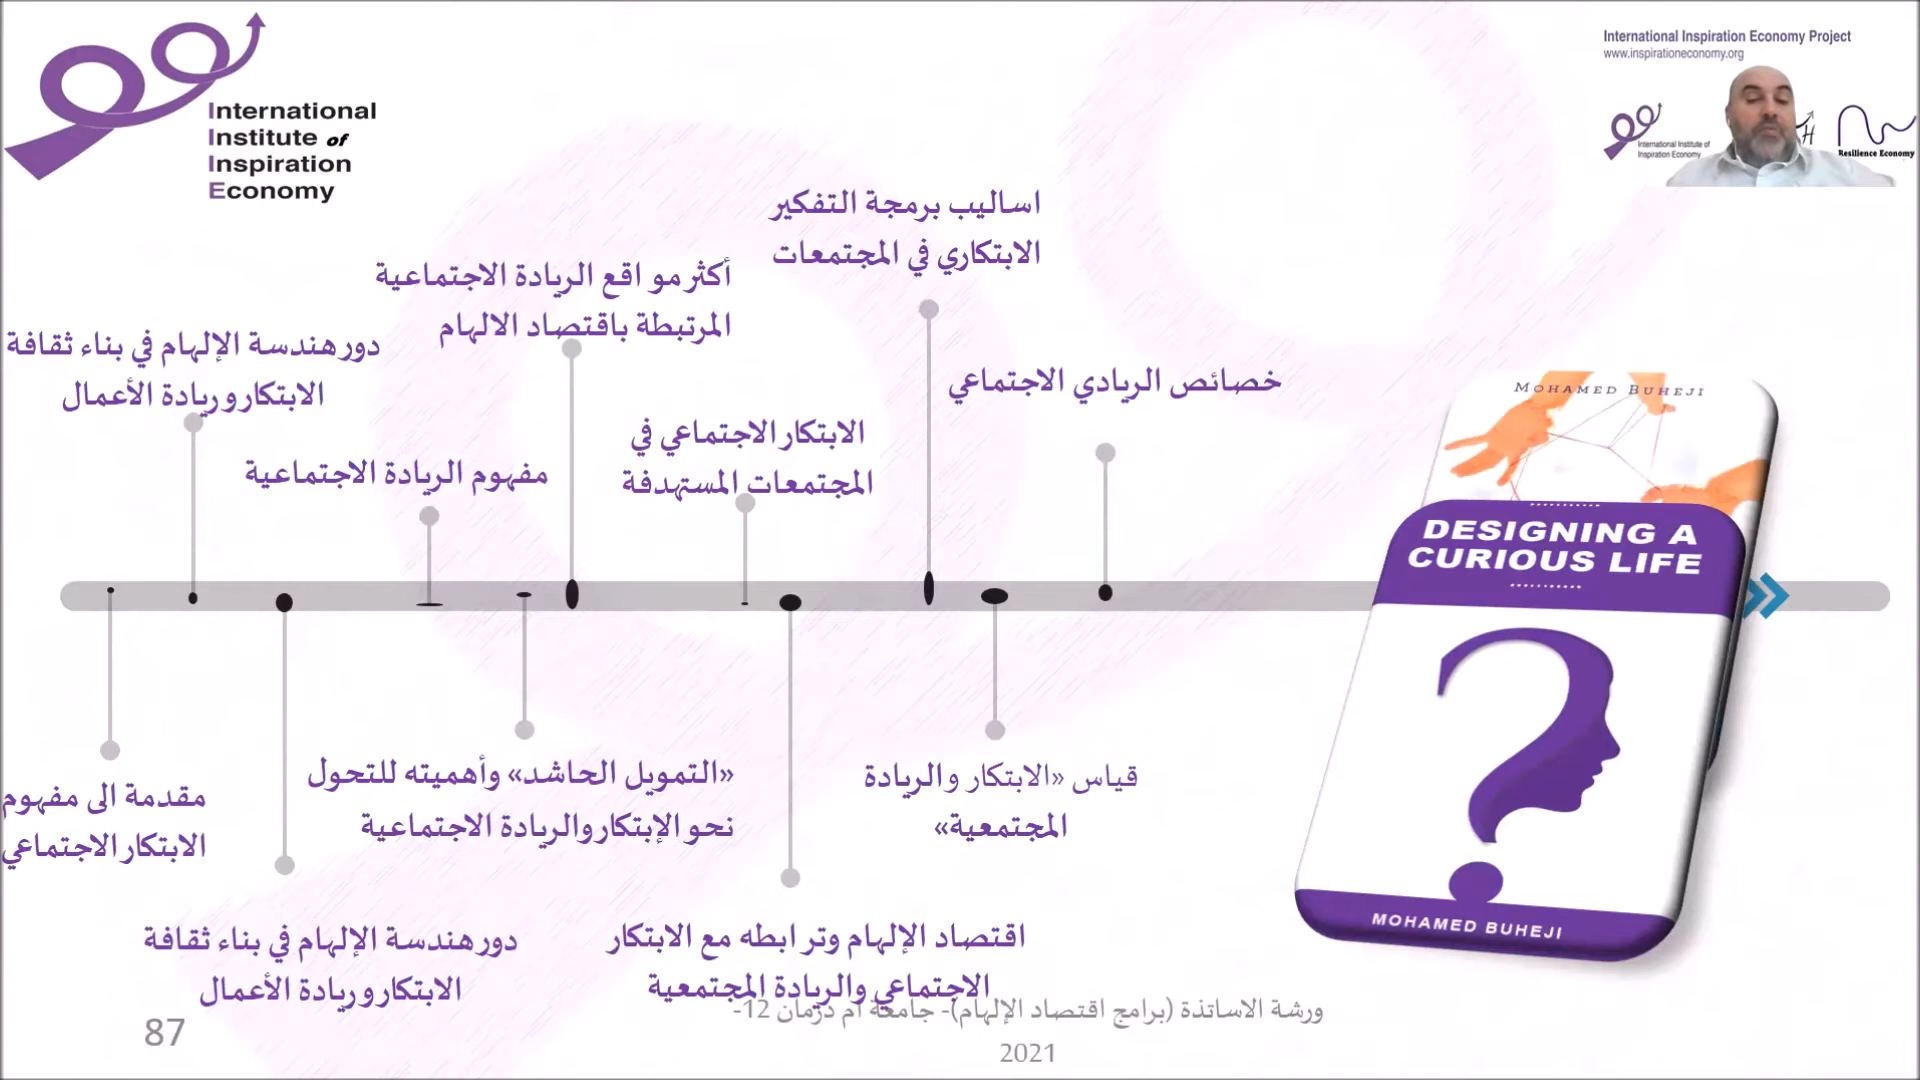 International
Institute of
Inspiration
Economy
International Inspiration Economy Project
www.inspirationeconomy.org
International Institute of
Inspiration Economy
H
Resilience Economy
اساليب برمجة التفكير
الابتكاري في المجتمعات
أكثر مواقع الريادة الاجتماعية
المرتبطة باقتصاد الالهام
دور هندسة الإلهام في بناء ثقافة
الابتكار وريادة الأعمال
خصائص الريادي الاجتماعي
الابتكار الاجتماعي في
المجتمعات المستهدفة
مفهوم الريادة الاجتماعية
MOHAMED BUHEJI
DESIGNING A
CURIOUS LIFE
MOHAMED BUHEJI
مقدمة الى مفهوم
الابتكار الاجتماعي
«التمويل الحاشد» وأهميته للتحول
نحو الإبتكار والريادة الاجتماعية
قياس «الابتكار والريادة
المجتمعية»
دور هندسة الإلهام في بناء ثقافة
الابتكار وريادة الأعمال
اقتصاد الإلهام وترابطه مع الابتكار
الاجتماعي والريادة المجتمعية
ورشة الاساتذة (برامج اقتصاد الإلهام)- جامعة ام درمان 12-
2021
87